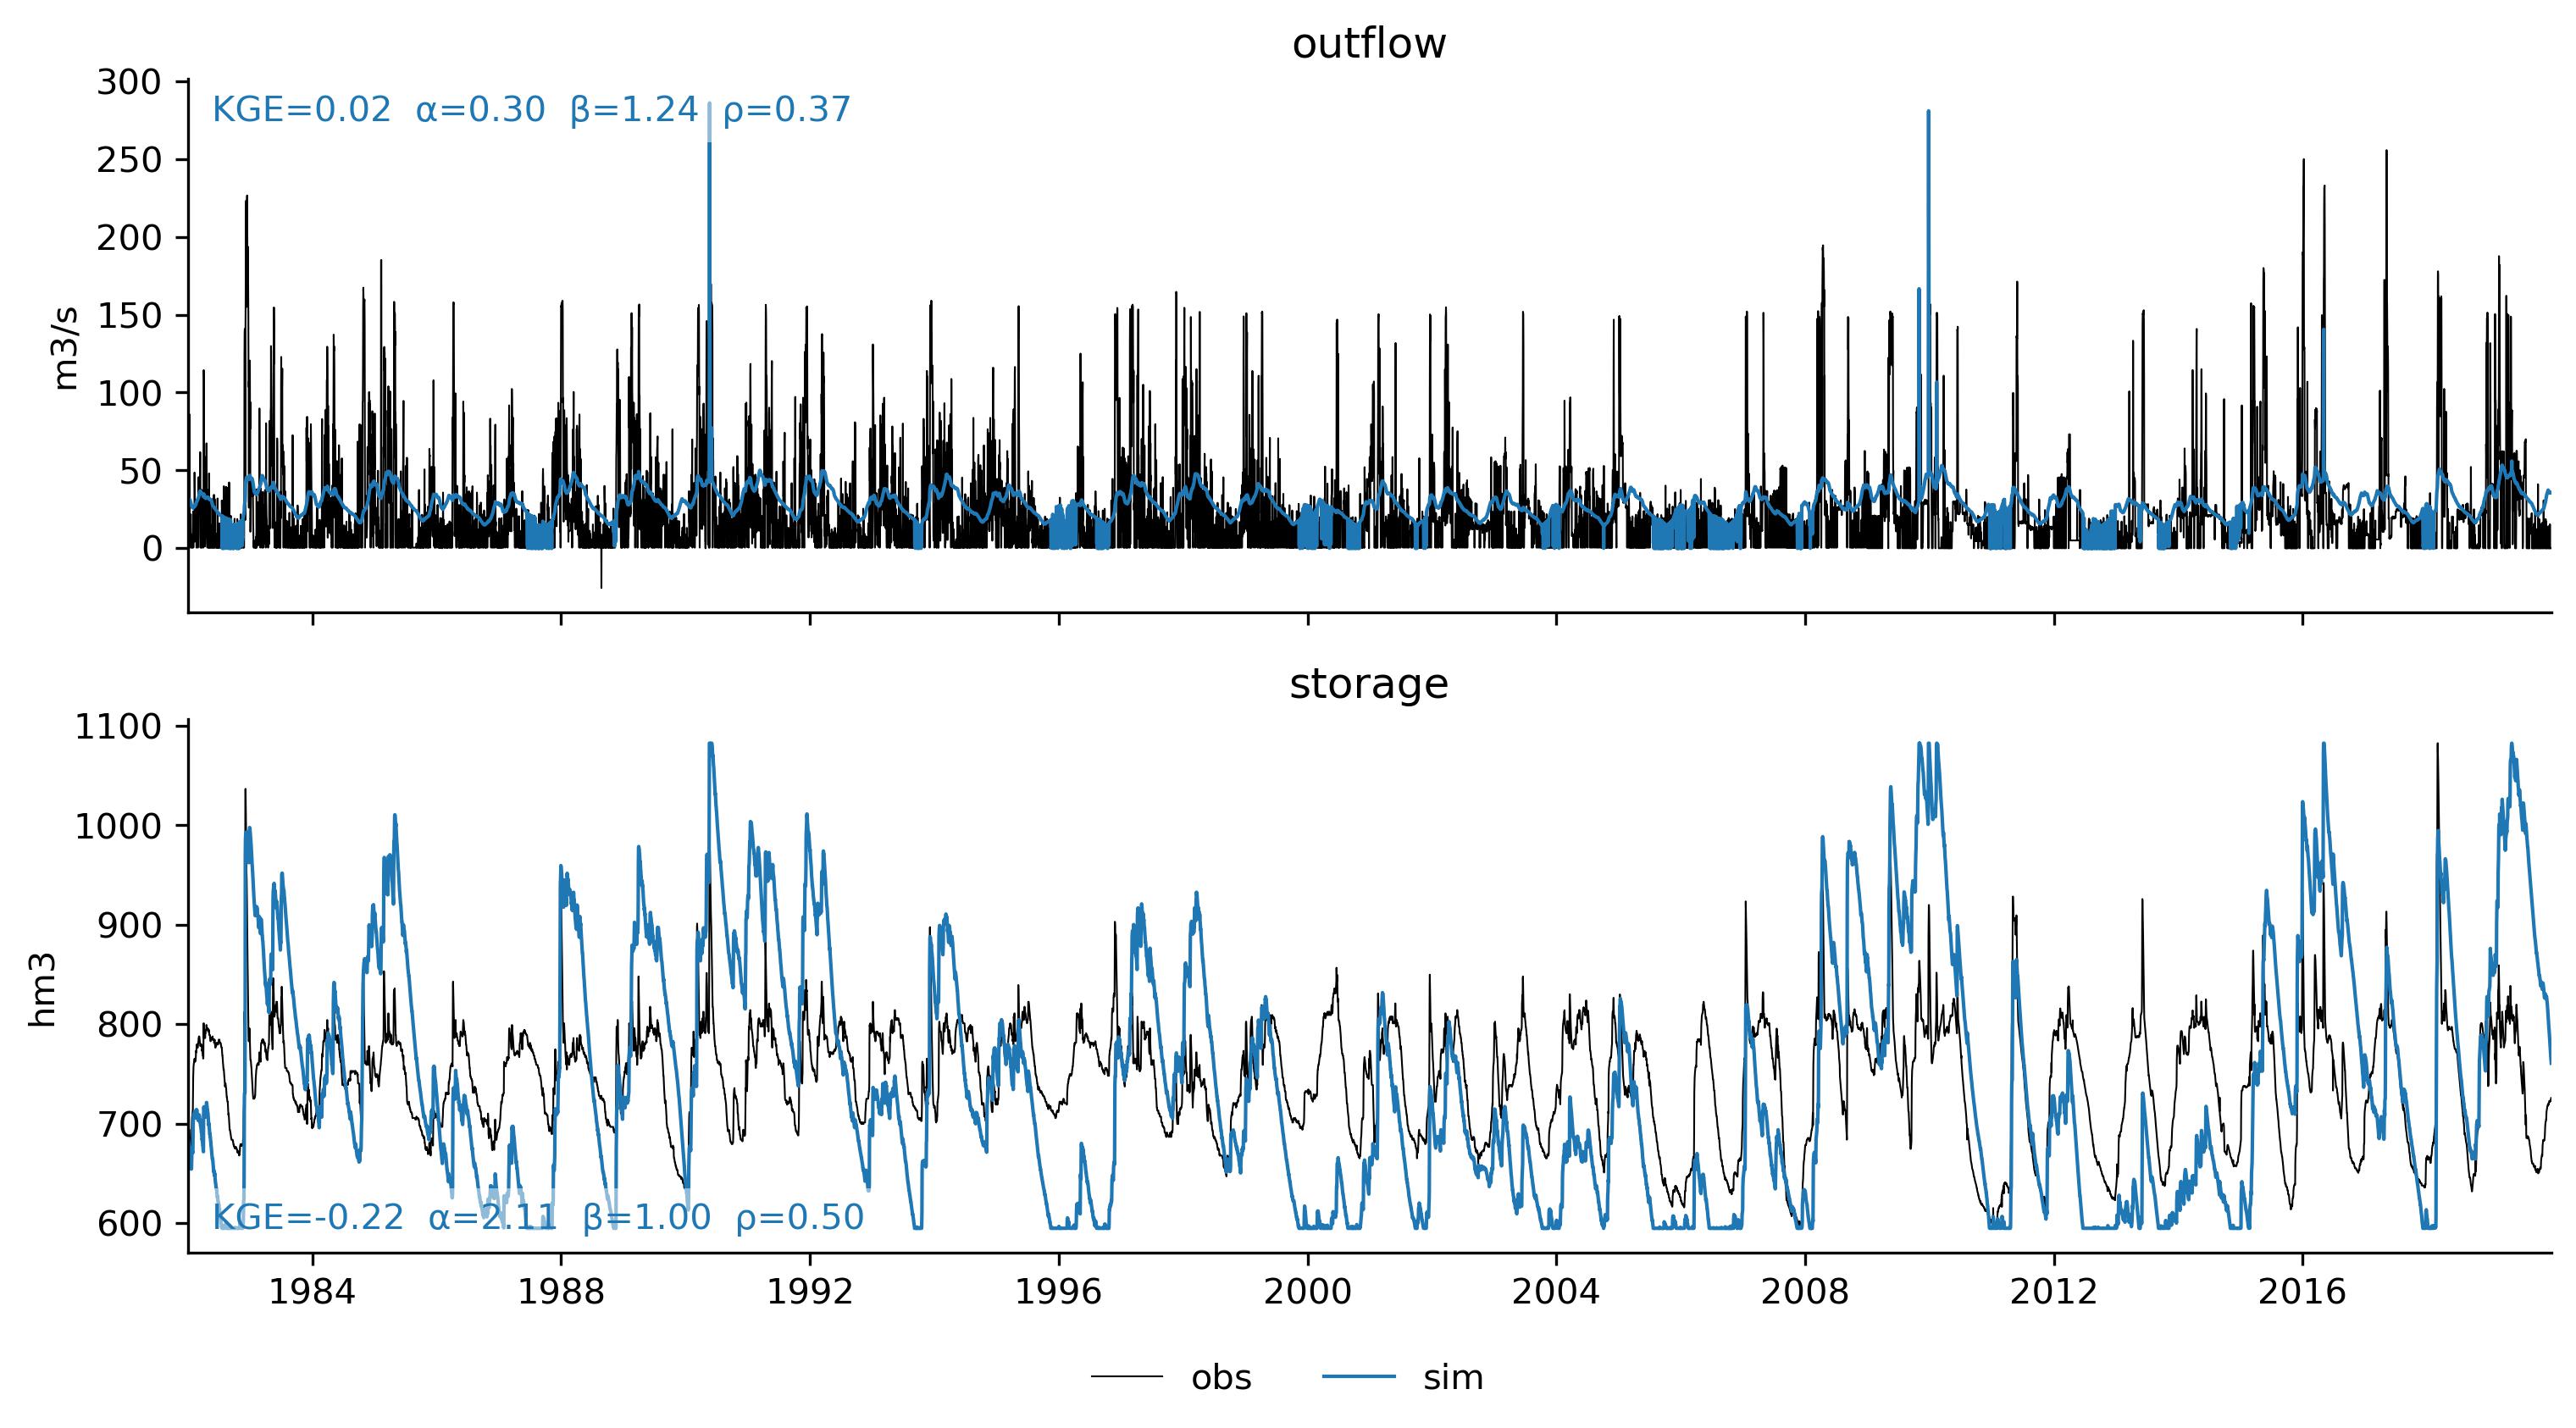 outflow
300
KGE=0.02 α=0.30 β=1.24 ρ=0.37
250
200
150
100
50
0
m3/s
storage
1100
1000
900
800
700
600
hm3
KGE=-0.22 α=2.11 β=1.00 ρ=0.50
1984 1988 1992 1996 2000 2004 2008 2012 2016
obs sim